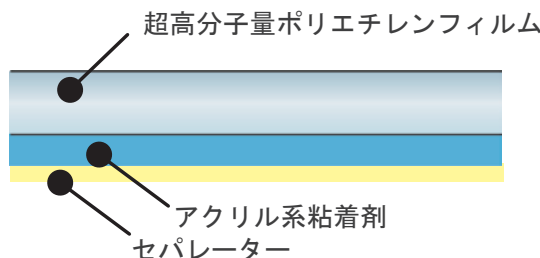 超高分子量ポリエチレンフィルム
アクリル系粘着剤
セパレーター